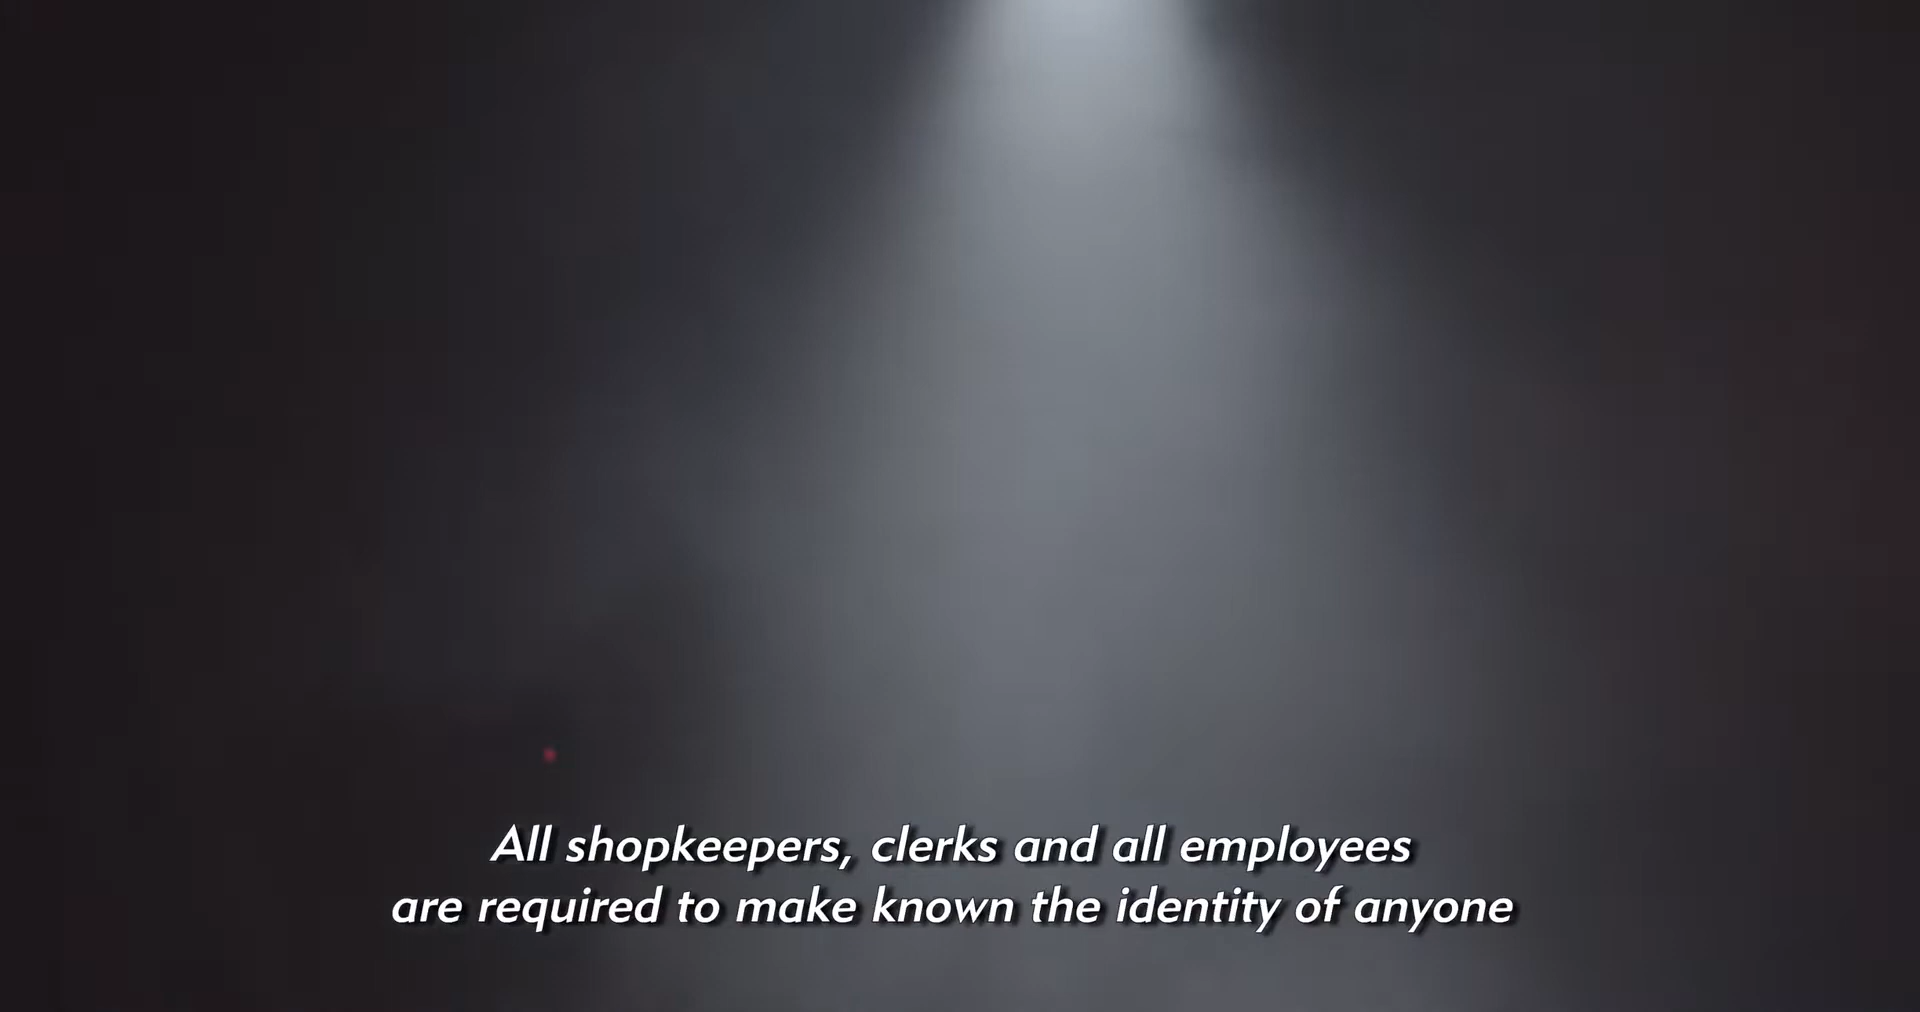 All shopkeepers, clerks and all employees
are required to make known the identity of anyone